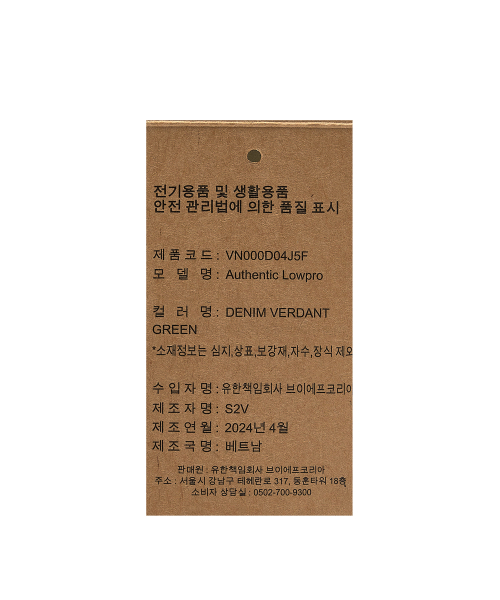 전기용품 및 생활용품
안전 관리법에 의한 품질 표시
제 품 코 드 : VN000D04J5F
모 델 명 : Authentic Lowpro
컬 러 명 : DENIM VERDANT
GREEN
*소재정보는 심지,상표,보강재,자수,장식 제외
수 입 자 명 : 유한책임회사 브이에프코리아
제 조 자 명 : S2V
제 조 연 월 : 2024년 4월
제 조 국 명 : 베트남
판매원 : 유한책임회사 브이에프코리아
주소 : 서울시 강남구 테헤란로 317, 동훈타워 18층
소비자 상담실 : 0502-700-9300